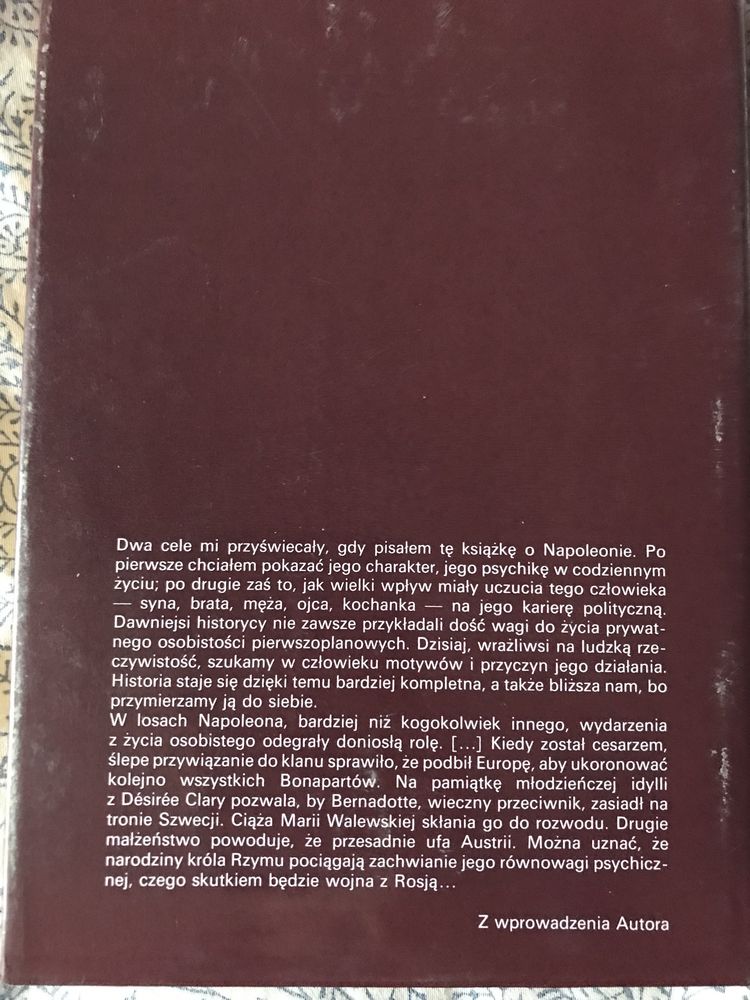 Dwa cele mi przyświecały, gdy pisałem tę książkę o Napoleonie. Po
pierwsze chciałem pokazać jego charakter, jego psychikę w codziennym
życiu; po drugie zaś to, jak wielki wpływ miały uczucia tego człowieka
— syna, brata, męża, ojca, kochanka — na jego karierę polityczną.
Dawniejsi historycy nie zawsze przykładali dość wagi do życia prywat-
nego osobistości pierwszoplanowych. Dzisiaj, wrażliwsi na ludzką rze-
czywistość, szukamy w człowieku motywów i przyczyn jego działania.
Historia staje się dzięki temu bardziej kompletna, a także bliższa nam, bo
przymierzamy ją do siebie.
W losach Napoleona, bardziej niż kogokolwiek innego, wydarzenia
z życia osobistego odegrały doniosłą rolę. [...] Kiedy został cesarzem,
ślepe przywiązanie do klanu sprawiło, że podbił Europę, aby ukoronować
kolejno wszystkich Bonapartów. Na pamiątkę młodzieńczej idylli
z Désirée Clary pozwala, by Bernadotte, wieczny przeciwnik, zasiadł na
tronie Szwecji. Ciąża Marii Walewskiej skłania go do rozwodu. Drugie
małżeństwo powoduje, że przesadnie ufa Austrii. Można uznać, że
narodziny króla Rzymu pociągają zachwianie jego równowagi psychicz-
nej, czego skutkiem będzie wojna z Rosją...
Z wprowadzenia Autora